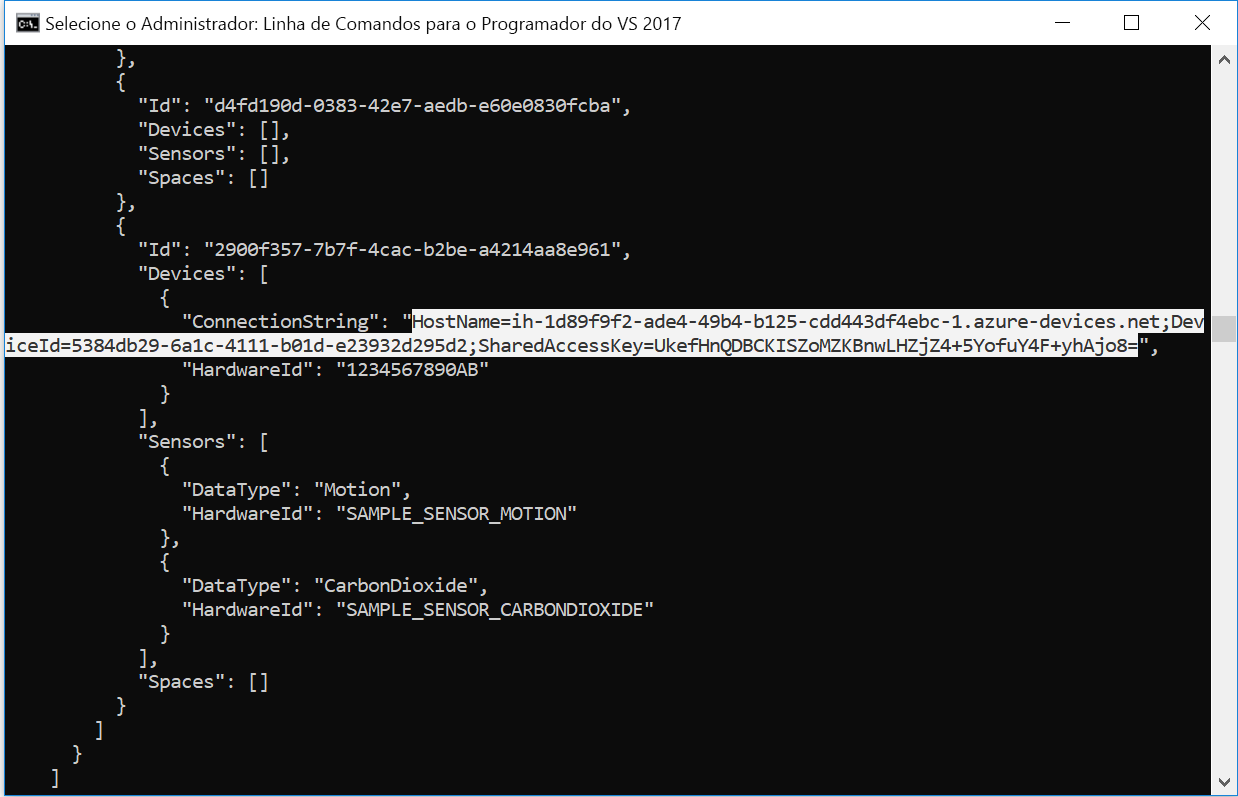 Selecione o Administrador: Linha de Comandos para o Programador do VS 2017
},
{
"Id": "d4fd190d-0383-42e7-aedb-e60e0830fcba",
"Devices": [],
"Sensors": [],
"Spaces": []
},
{
"Id": "2900f357-7b7f-4cac-b2be-a4214aa8e961",
"Devices": [
{
"ConnectionString": "HostName=ih-1d89f9f2-ade4-49b4-b125-cdd443df4ebc-1.azure-devices.net;Dev
iceId=5384db29-6a1c-4111-b01d-e23932d295d2;SharedAccessKey=UkefHnQDBCKISZoMZKBnwLHZjZ4+5YofuY4F+yhAjo8=",
"HardwareId": "1234567890AB"
}
],
"Sensors": [
{
"DataType": "Motion",
"HardwareId": "SAMPLE_SENSOR_MOTION"
},
{
"DataType": "CarbonDioxide",
"HardwareId": "SAMPLE_SENSOR_CARBONDIOXIDE"
}
],
"Spaces": []
}
]
}
]